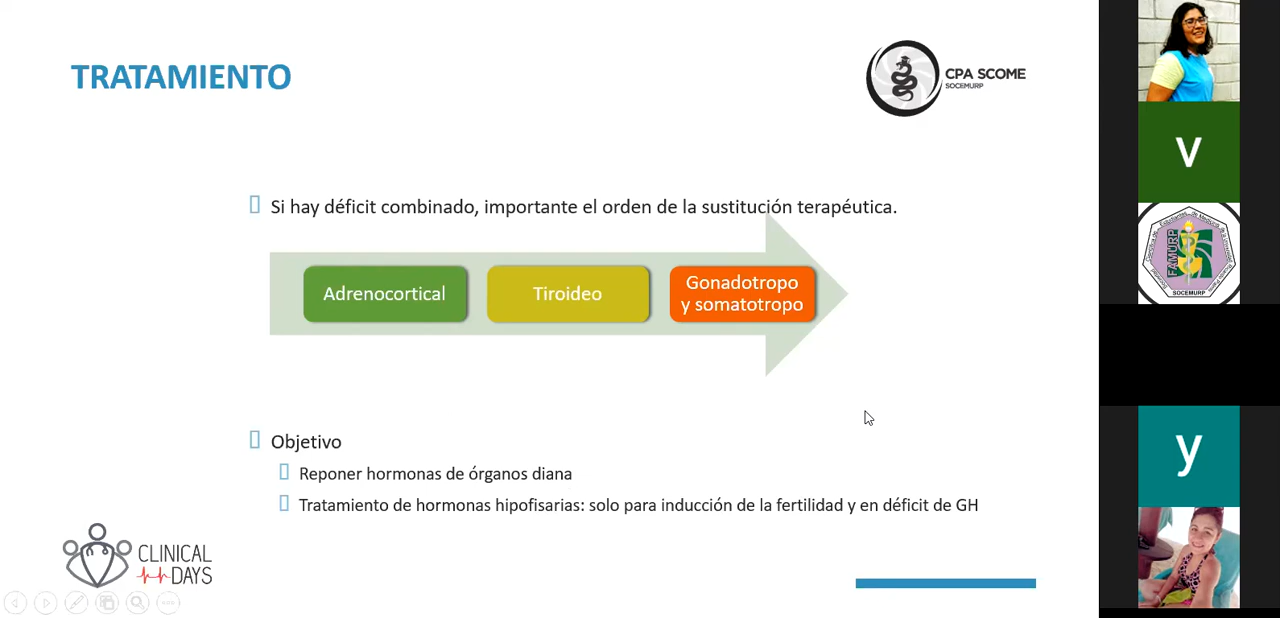 TRATAMIENTO
CPA SCOME
SOCEMURP
Si hay déficit combinado, importante el orden de la sustitución terapéutica.
Adrenocortical
Tiroideo
Gonadotropo
y somatotropo
Objetivo
Reponer hormonas de órganos diana
Tratamiento de hormonas hipofisarias: solo para inducción de la fertilidad y en déficit de GH
CLINICAL
DAYS
v
FAMURP
SOCEMURP
y